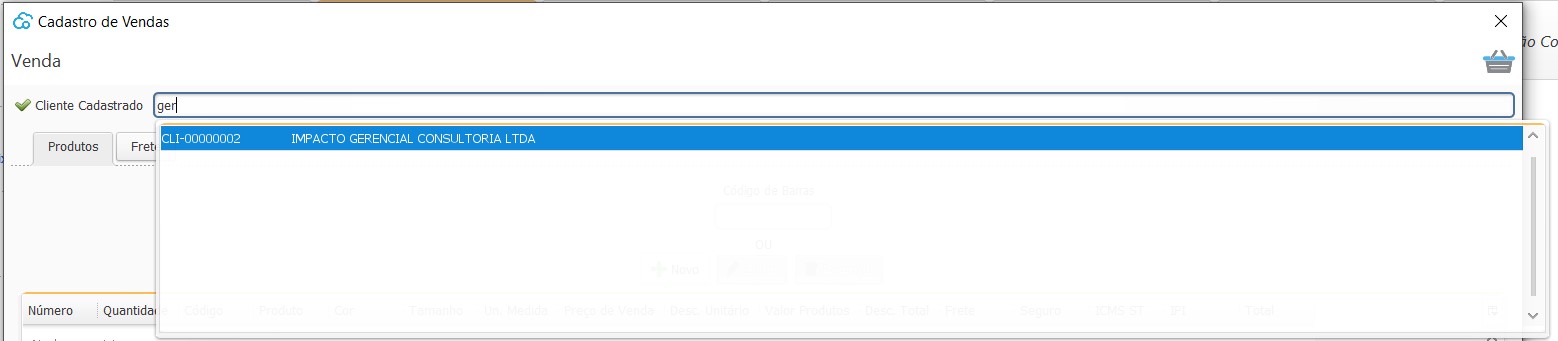 Cadastro de Vendas
ão Co
Venda
Cliente Cadastrado ger
Produtos Frete
CLI-00000002 IMPACTO GERENCIAL CONSULTORIA LTDA
Código de Barras
OU
Novo
Número Quantidade Código Produto Cor Tamanho Un. Medida Preço de Venda Desc. Unitário Valor Produtos Desc. Total Frete Seguro ICMS ST IPI Total